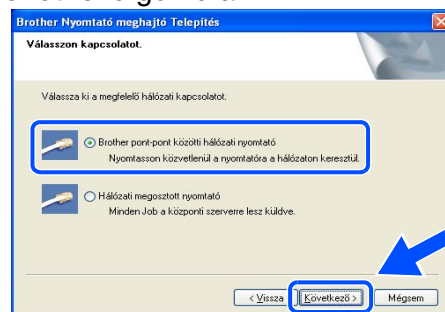 Brother Nyomtató meghajtó Telepítés
Válasszon kapcsolatot.
Válassza ki a megfelelő hálózati kapcsolatot.
Brother pont-pont közötti hálózati nyomtató
Nyomtasson közvetlenül a nyomtatóra a hálózaton keresztül.
Hálózati megosztott nyomtató
Minden Job a központi szerverre lesz küldve.
< Vissza Következő > Mégsem